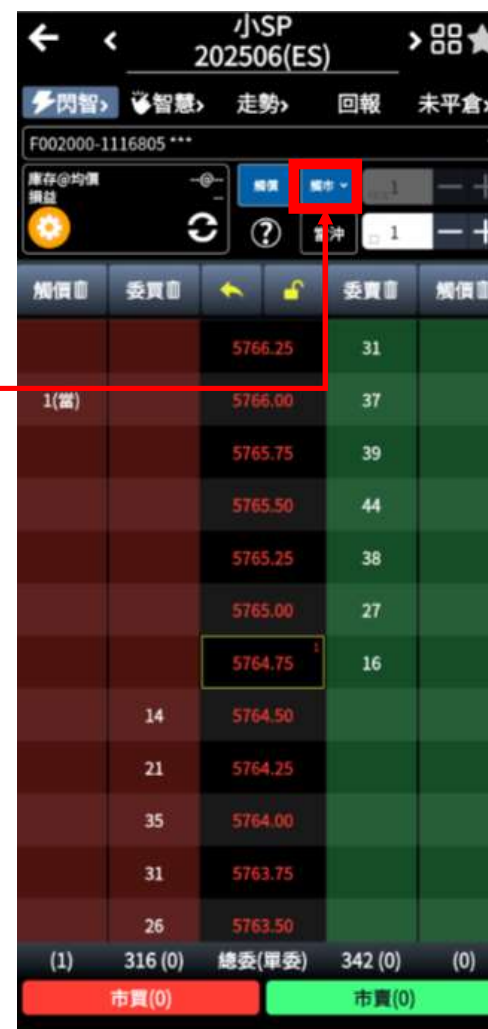 小SP
202506(ES)
閃智 智慧 走勢 回報 未平倉
F002000-1116805 ***
庫存@均價 --@--
損益 --
觸價 觸市 1
? 當沖 口 1
觸價 委買 委賣 觸價
5766.25 31
1(當) 5766.00 37
5765.75 39
5765.50 44
5765.25 38
5765.00 27
5764.75 1 16
14 5764.50
21 5764.25
35 5764.00
31 5763.75
26 5763.50
(1) 316 (0) 總委(單委) 342 (0) (0)
市買(0) 市賣(0)